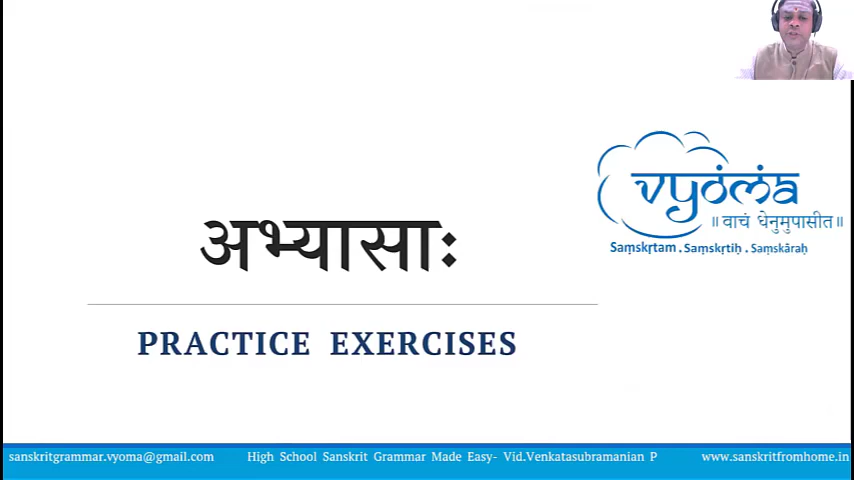 vyoma
॥ वाचं धेनुमुपासीत॥
Saṃskṛtam . Saṃskṛtiḥ . Saṃskāraḥ
अभ्यासाः
PRACTICE EXERCISES
sanskritgrammar.vyoma@gmail.com High School Sanskrit Grammar Made Easy- Vid.Venkatasubramanian P www.sanskritfromhome.in